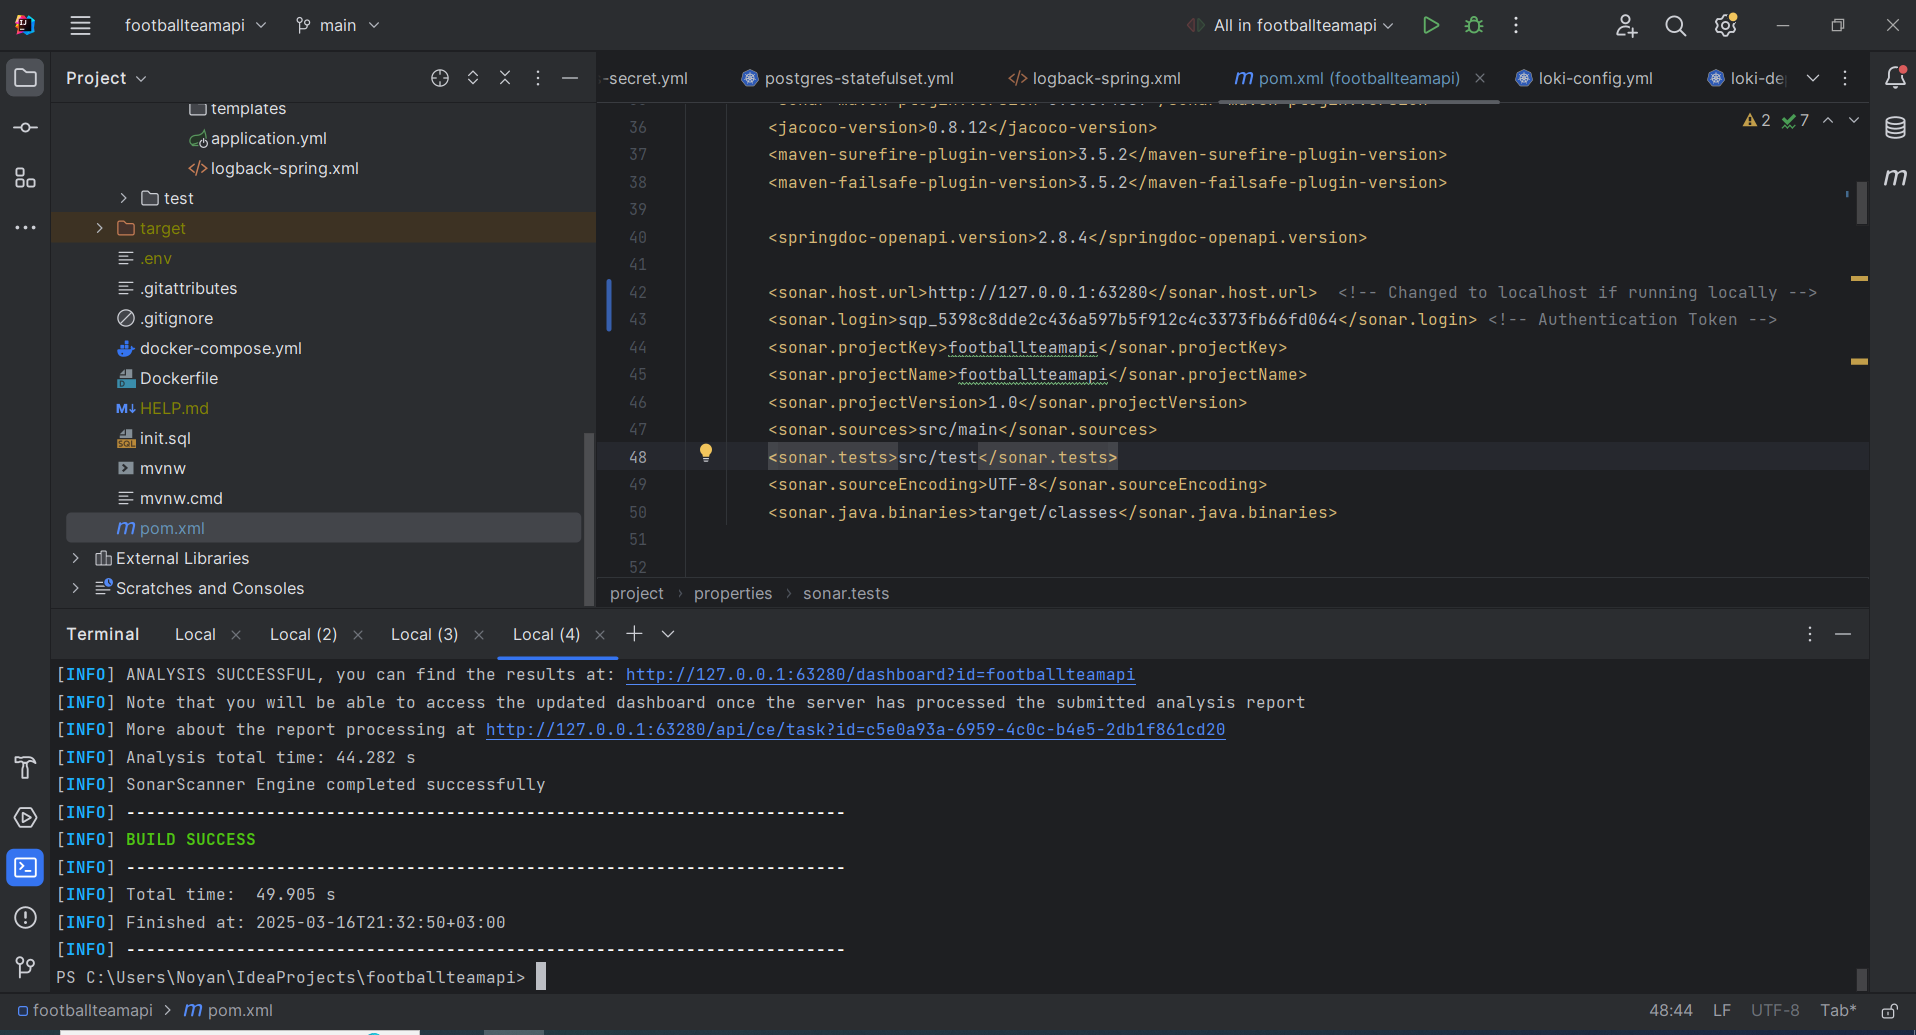 footballteamapi
main
All in footballteamapi
Project
-secret.yml
postgres-statefulset.yml
logback-spring.xml
pom.xml (footballteamapi)
loki-config.yml
templates
application.yml
logback-spring.xml
test
target
.env
.gitattributes
.gitignore
docker-compose.yml
Dockerfile
HELP.md
init.sql
mvnw
mvnw.cmd
pom.xml
External Libraries
Scratches and Consoles
2 7
36 <jacoco-version>0.8.12</jacoco-version>
37 <maven-surefire-plugin-version>3.5.2</maven-surefire-plugin-version>
38 <maven-failsafe-plugin-version>3.5.2</maven-failsafe-plugin-version>
39
40 <springdoc-openapi.version>2.8.4</springdoc-openapi.version>
41
42 <sonar.host.url>http://127.0.0.1:63280</sonar.host.url> <!-- Changed to localhost if running locally -->
43 <sonar.login>sqp_5398c8dde2c436a597b5f912c4c3373fb66fd064</sonar.login> <!-- Authentication Token -->
44 <sonar.projectKey>footballteamapi</sonar.projectKey>
45 <sonar.projectName>footballteamapi</sonar.projectName>
46 <sonar.projectVersion>1.0</sonar.projectVersion>
47 <sonar.sources>src/main</sonar.sources>
48 <sonar.tests>src/test</sonar.tests>
49 <sonar.sourceEncoding>UTF-8</sonar.sourceEncoding>
50 <sonar.java.binaries>target/classes</sonar.java.binaries>
51
52
project › properties › sonar.tests
Terminal Local Local (2) Local (3) Local (4)
[INFO] ANALYSIS SUCCESSFUL, you can find the results at: http://127.0.0.1:63280/dashboard?id=footballteamapi
[INFO] Note that you will be able to access the updated dashboard once the server has processed the submitted analysis report
[INFO] More about the report processing at http://127.0.0.1:63280/api/ce/task?id=c5e0a93a-6959-4c0c-b4e5-2db1f861cd20
[INFO] Analysis total time: 44.282 s
[INFO] SonarScanner Engine completed successfully
[INFO] ------------------------------------------------------------------------
[INFO] BUILD SUCCESS
[INFO] ------------------------------------------------------------------------
[INFO] Total time:  49.905 s
[INFO] Finished at: 2025-03-16T21:32:50+03:00
[INFO] ------------------------------------------------------------------------
PS C:\Users\Noyan\IdeaProjects\footballteamapi>
footballteamapi › pom.xml
48:44 LF UTF-8 Tab*